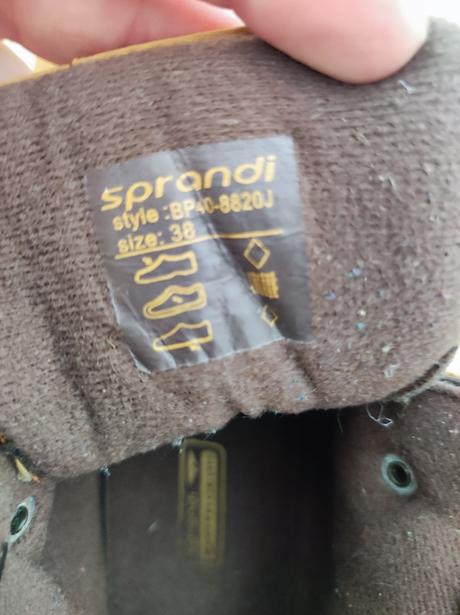 sprandi
style :BP40-8820J
size: 38